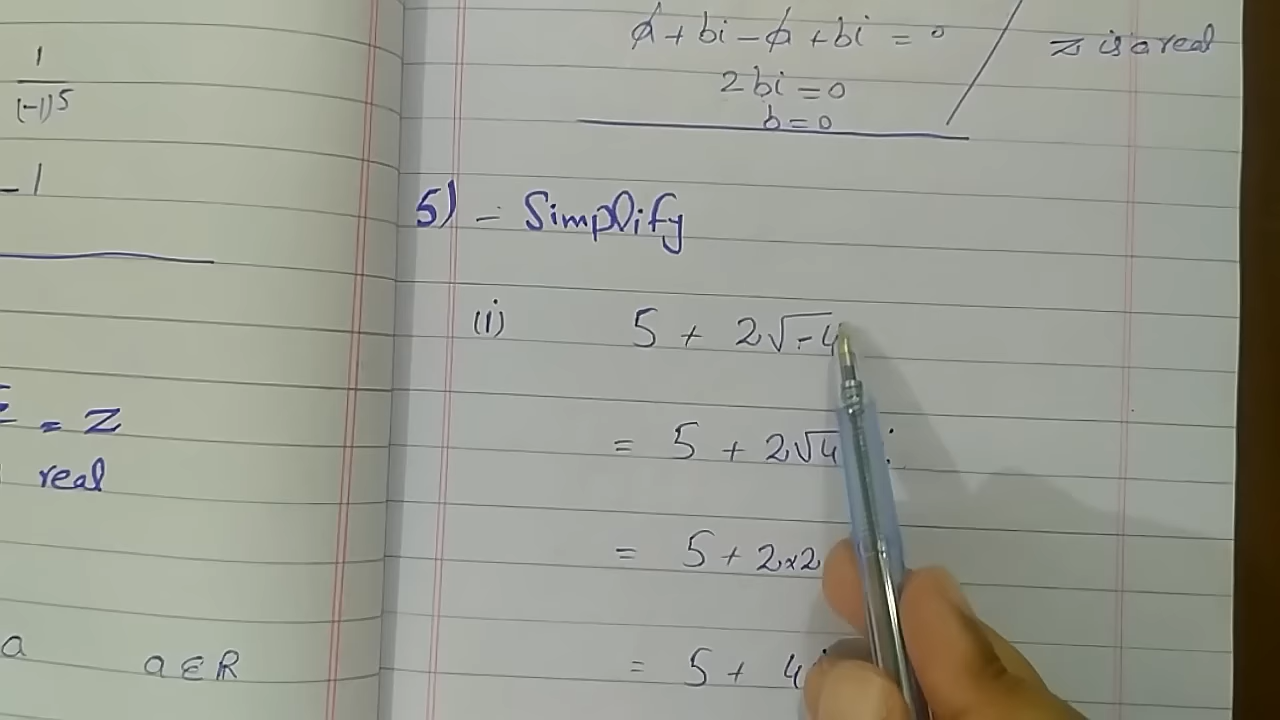 1
(-1)5
-1
= Z
real
a a∈R
a + bi - a + bi = 0
z is a real
2bi = 0
b = 0
5) - Simplify
(i) 5 + 2√-4
= 5 + 2√4 i
= 5 + 2×2
= 5 + 4i